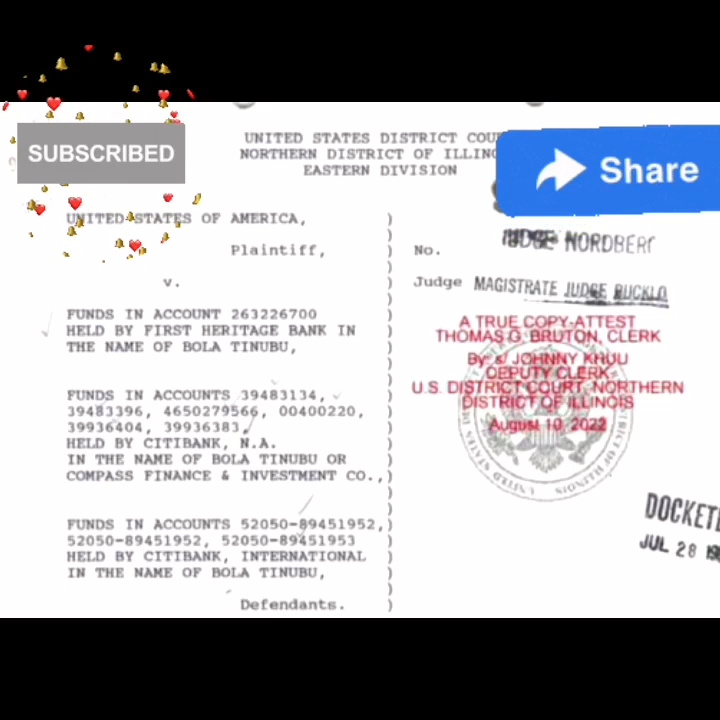 SUBSCRIBED
Share
UNITED STATES DISTRICT COU
NORTHERN DISTRICT OF ILLINO
EASTERN DIVISION
UNITED STATES OF AMERICA, )
Plaintiff, )
v. )
FUNDS IN ACCOUNT 263226700 )
HELD BY FIRST HERITAGE BANK IN )
THE NAME OF BOLA TINUBU, )
FUNDS IN ACCOUNTS 39483134, )
39483396, 4650279566, 00400220, )
39936404, 39936383, )
HELD BY CITIBANK, N.A. )
IN THE NAME OF BOLA TINUBU OR )
COMPASS FINANCE & INVESTMENT CO., )
FUNDS IN ACCOUNTS 52050-89451952, )
52050-89451952, 52050-89451953 )
HELD BY CITIBANK, INTERNATIONAL )
IN THE NAME OF BOLA TINUBU, )
Defendants. )
JUDGE NORDBERG
No.
Judge MAGISTRATE JUDGE BUCKLO
A TRUE COPY-ATTEST
THOMAS G. BRUTON, CLERK
By: s/ JOHNNY KHUU
DEPUTY CLERK
U.S. DISTRICT COURT, NORTHERN
DISTRICT OF ILLINOIS
August 10, 2022
DOCKETE
JUL 28